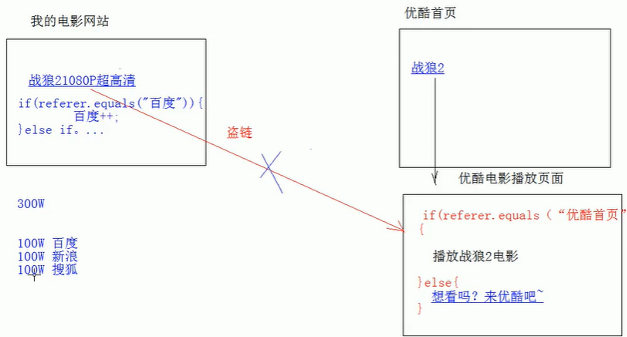 我的电影网站
战狼21080P超高清
if(referer.equals("百度")){
百度++;
}else if。...
盗链
300W
100W 百度
100W 新浪
100W 搜狐
优酷首页
战狼2
优酷电影播放页面
if(referer.equals（“优酷首页”
{
播放战狼2电影
}else{
想看吗？来优酷吧~
}